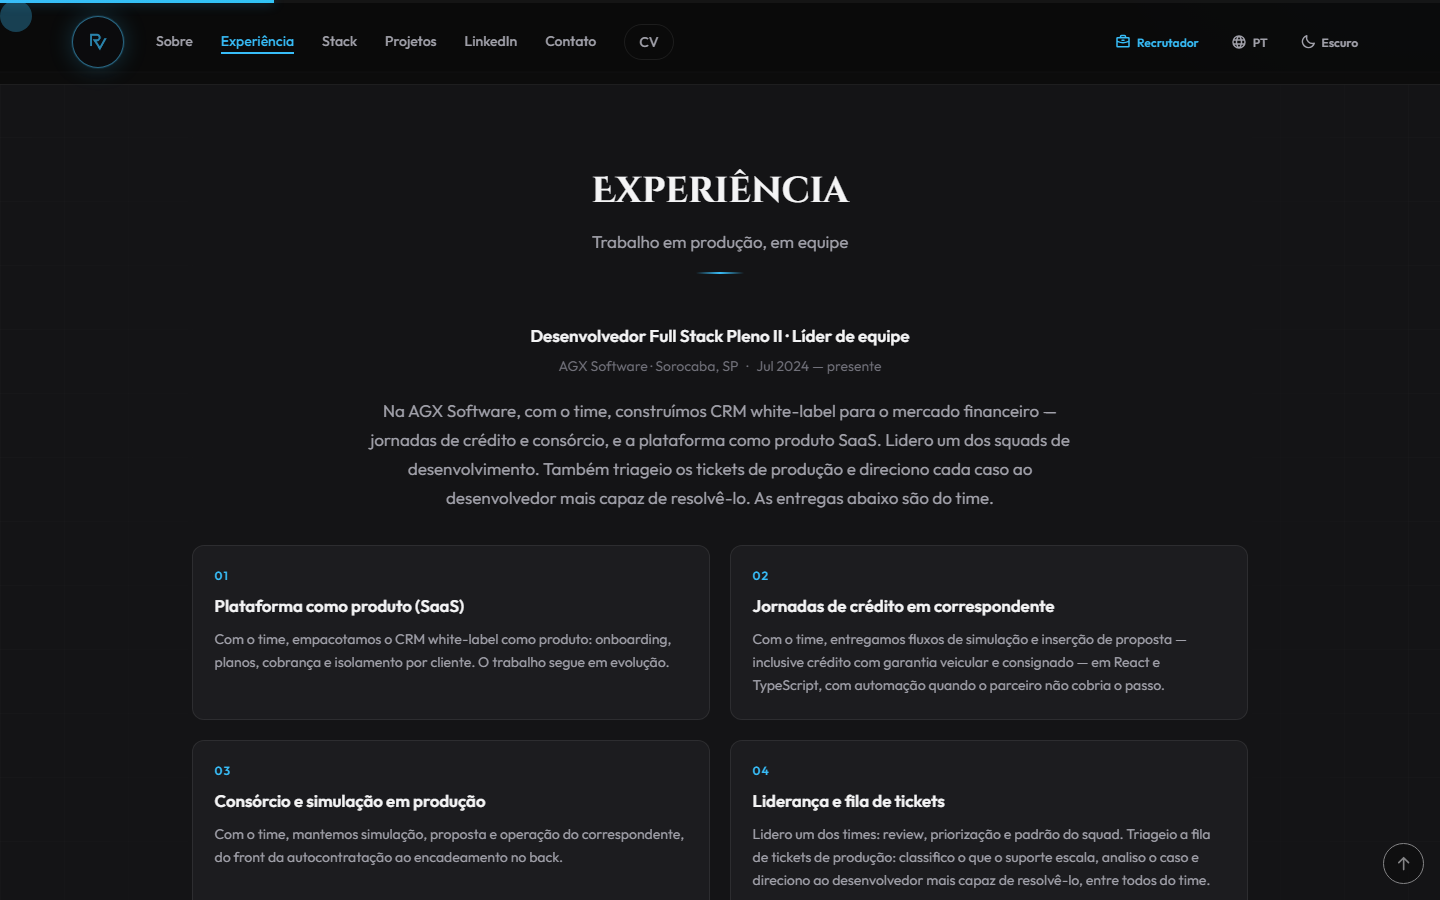 RV
Sobre
Experiência
Stack
Projetos
LinkedIn
Contato
CV
Recrutador
PT
Escuro
Experiência
Trabalho em produção, em equipe
Desenvolvedor Full Stack Pleno II · Líder de equipe
AGX Software · Sorocaba, SP · Jul 2024 — presente
Na AGX Software, com o time, construímos CRM white-label para o mercado financeiro —
jornadas de crédito e consórcio, e a plataforma como produto SaaS. Lidero um dos squads de
desenvolvimento. Também triageio os tickets de produção e direciono cada caso ao
desenvolvedor mais capaz de resolvê-lo. As entregas abaixo são do time.
01
Plataforma como produto (SaaS)
Com o time, empacotamos o CRM white-label como produto: onboarding,
planos, cobrança e isolamento por cliente. O trabalho segue em evolução.
02
Jornadas de crédito em correspondente
Com o time, entregamos fluxos de simulação e inserção de proposta —
inclusive crédito com garantia veicular e consignado — em React e
TypeScript, com automação quando o parceiro não cobria o passo.
03
Consórcio e simulação em produção
Com o time, mantemos simulação, proposta e operação do correspondente,
do front da autocontratação ao encadeamento no back.
04
Liderança e fila de tickets
Lidero um dos times: review, priorização e padrão do squad. Triageio a fila
de tickets de produção: classifico o que o suporte escala, analiso o caso e
direciono ao desenvolvedor mais capaz de resolvê-lo, entre todos do time.